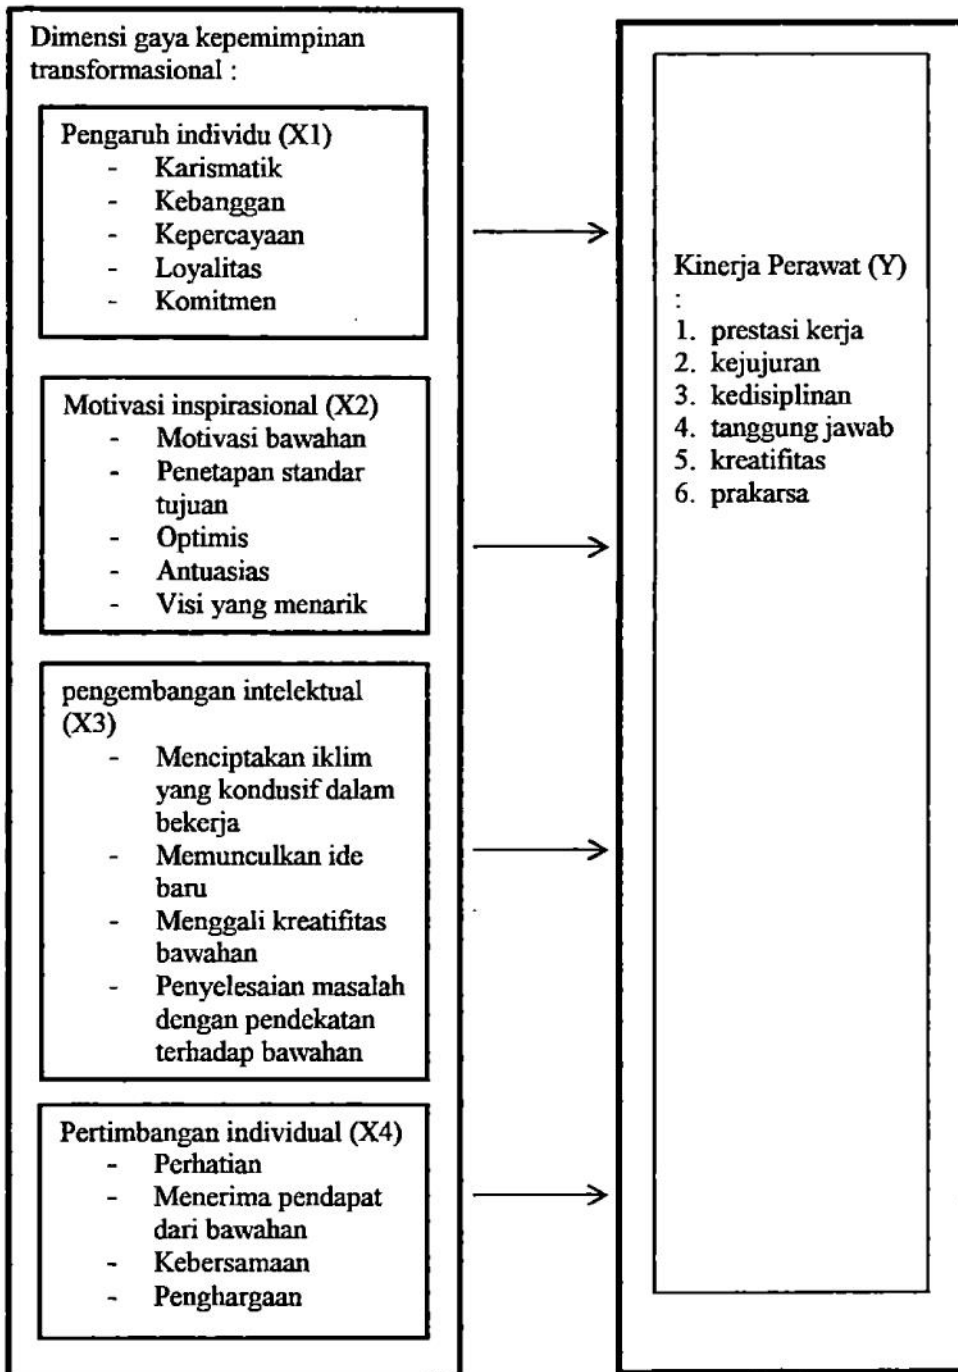 Dimensi gaya kepemimpinan
transformasional :
Pengaruh individu (X1)
- Karismatik
- Kebanggan
- Kepercayaan
- Loyalitas
- Komitmen
Motivasi inspirasional (X2)
- Motivasi bawahan
- Penetapan standar
tujuan
- Optimis
- Antuasias
- Visi yang menarik
pengembangan intelektual
(X3)
- Menciptakan iklim
yang kondusif dalam
bekerja
- Memunculkan ide
baru
- Menggali kreatifitas
bawahan
- Penyelesaian masalah
dengan pendekatan
terhadap bawahan
Pertimbangan individual (X4)
- Perhatian
- Menerima pendapat
dari bawahan
- Kebersamaan
- Penghargaan
Kinerja Perawat (Y)
:
1. prestasi kerja
2. kejujuran
3. kedisiplinan
4. tanggung jawab
5. kreatifitas
6. prakarsa